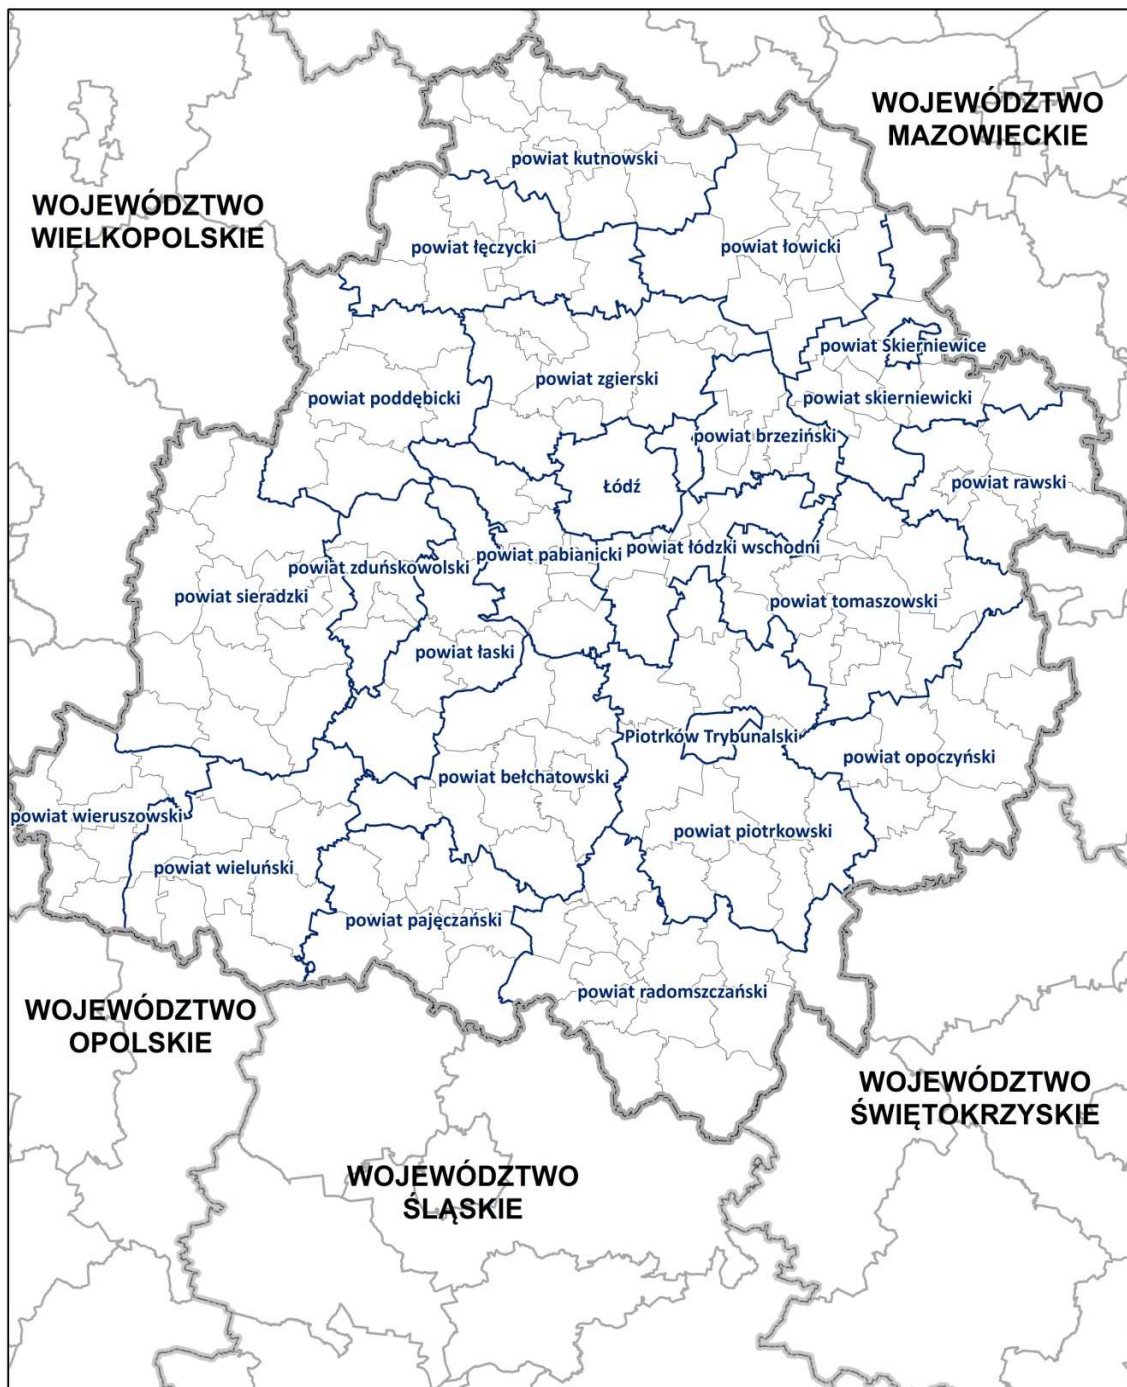 WOJEWÓDZTWO
MAZOWIECKIE
powiat kutnowski
WOJEWÓDZTWO
WIELKOPOLSKIE
powiat łęczycki
powiat łowicki
powiat Skierniewice
powiat zgierski
powiat poddębicki
powiat skierniewicki
powiat brzeziński
Łódź
powiat rawski
powiat pabianicki
powiat łódzki wschodni
powiat zduńskowolski
powiat sieradzki
powiat tomaszowski
powiat łaski
Piotrków Trybunalski
powiat opoczyński
powiat bełchatowski
powiat wieruszowski
powiat piotrkowski
powiat wieluński
powiat pajęczański
powiat radomszczański
WOJEWÓDZTWO
OPOLSKIE
WOJEWÓDZTWO
ŚWIĘTOKRZYSKIE
WOJEWÓDZTWO
ŚLĄSKIE